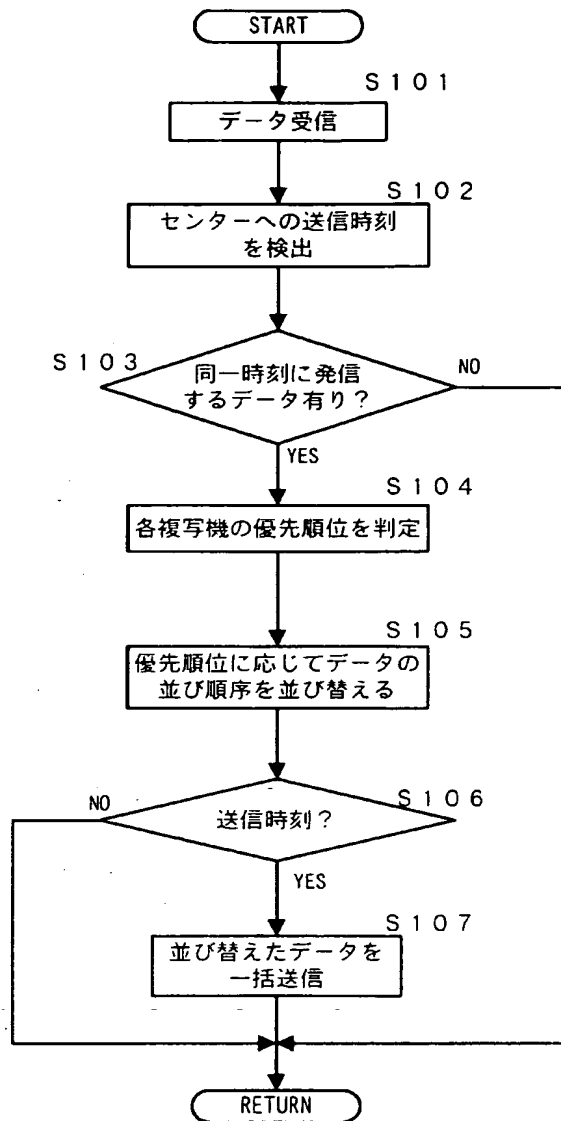 START
S101
データ受信
S102
センターへの送信時刻
を検出
S103
同一時刻に発信
するデータ有り?
NO
YES
S104
各複写機の優先順位を判定
S105
優先順位に応じてデータの
並び順序を並び替える
NO
S106
送信時刻?
YES
S107
並び替えたデータを
一括送信
RETURN